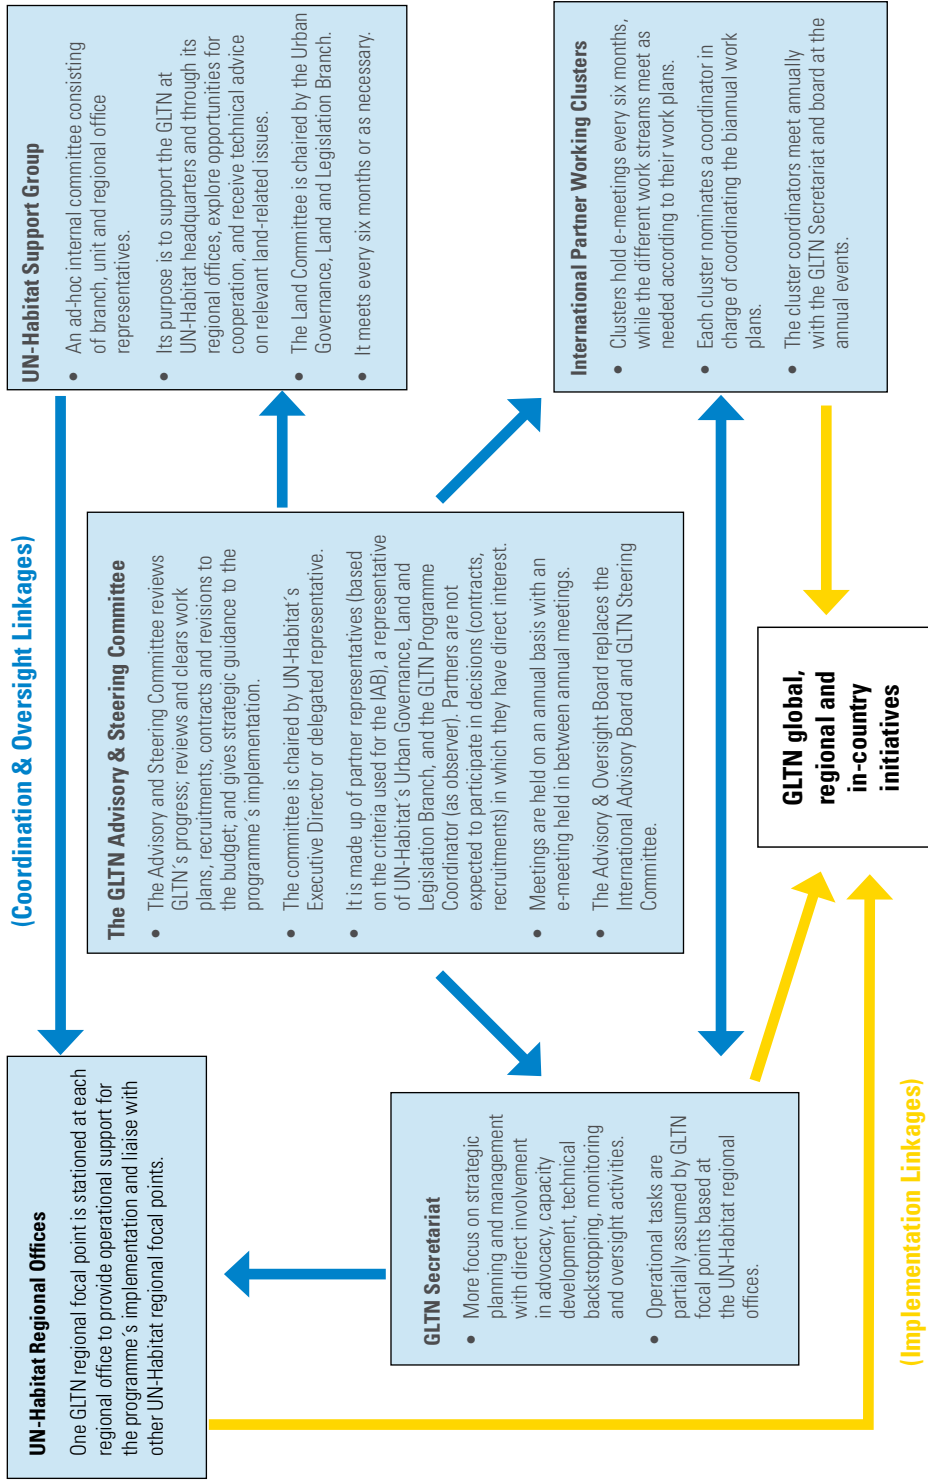 (Coordination & Oversight Linkages)
UN-Habitat Regional Offices
One GLTN regional focal point is stationed at each
regional office to provide operational support for
the programme´s implementation and liaise with
other UN-Habitat regional focal points.
The GLTN Advisory & Steering Committee
• The Advisory and Steering Committee reviews
GLTN´s progress; reviews and clears work
plans, recruitments, contracts and revisions to
the budget; and gives strategic guidance to the
programme´s implementation.
• The committee is chaired by UN-Habitat´s
Executive Director or delegated representative.
• It is made up of partner representatives (based
on the criteria used for the IAB), a representative
of UN-Habitat´s Urban Governance, Land and
Legislation Branch, and the GLTN Programme
Coordinator (as observer). Partners are not
expected to participate in decisions (contracts,
recruitments) in which they have direct interest.
• Meetings are held on an annual basis with an
e-meeting held in between annual meetings.
• The Advisory & Oversight Board replaces the
International Advisory Board and GLTN Steering
Committee.
UN-Habitat Support Group
• An ad-hoc internal committee consisting
of branch, unit and regional office
representatives.
• Its purpose is to support the GLTN at
UN-Habitat headquarters and through its
regional offices, explore opportunities for
cooperation, and receive technical advice
on relevant land-related issues.
• The Land Committee is chaired by the Urban
Governance, Land and Legislation Branch.
• It meets every six months or as necessary.
GLTN Secretariat
• More focus on strategic
planning and management
with direct involvement
in advocacy, capacity
development, technical
backstopping, monitoring
and oversight activities.
• Operational tasks are
partially assumed by GLTN
focal points based at
the UN-Habitat regional
offices.
International Partner Working Clusters
• Clusters hold e-meetings every six months,
while the different work streams meet as
needed according to their work plans.
• Each cluster nominates a coordinator in
charge of coordinating the biannual work
plans.
• The cluster coordinators meet annually
with the GLTN Secretariat and board at the
annual events.
GLTN global,
regional and
in-country
initiatives
(Implementation Linkages)